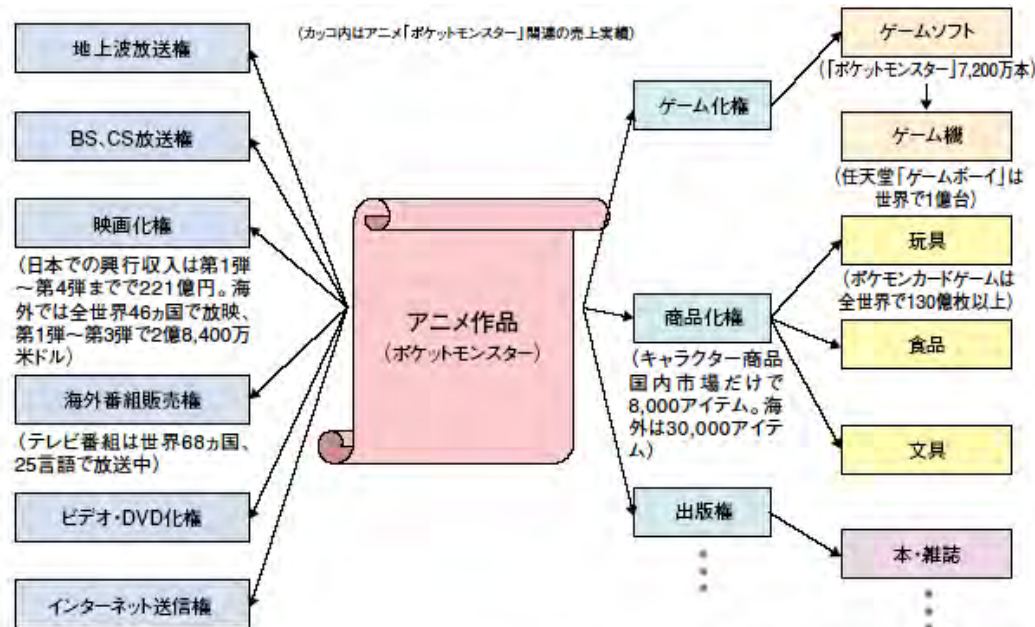 (カッコ内はアニメ「ポケットモンスター」関連の売上実績)
地上波放送権
BS、CS放送権
映画化権
(日本での興行収入は第1弾
～第4弾までで221億円。海
外では全世界46ヵ国で放映、
第1弾～第3弾で2億8,400万
米ドル)
海外番組販売権
(テレビ番組は世界68ヵ国、
25言語で放送中)
ビデオ・DVD化権
インターネット送信権
アニメ作品
(ポケットモンスター)
ゲーム化権
商品化権
(キャラクター商品
国内市場だけで
8,000アイテム。海
外は30,000アイテ
ム)
出版権
ゲームソフト
(「ポケットモンスター」7,200万本)
ゲーム機
(任天堂「ゲームボーイ」は
世界で1億台)
玩具
(ポケモンカードゲームは
全世界で130億枚以上)
食品
文具
本・雑誌